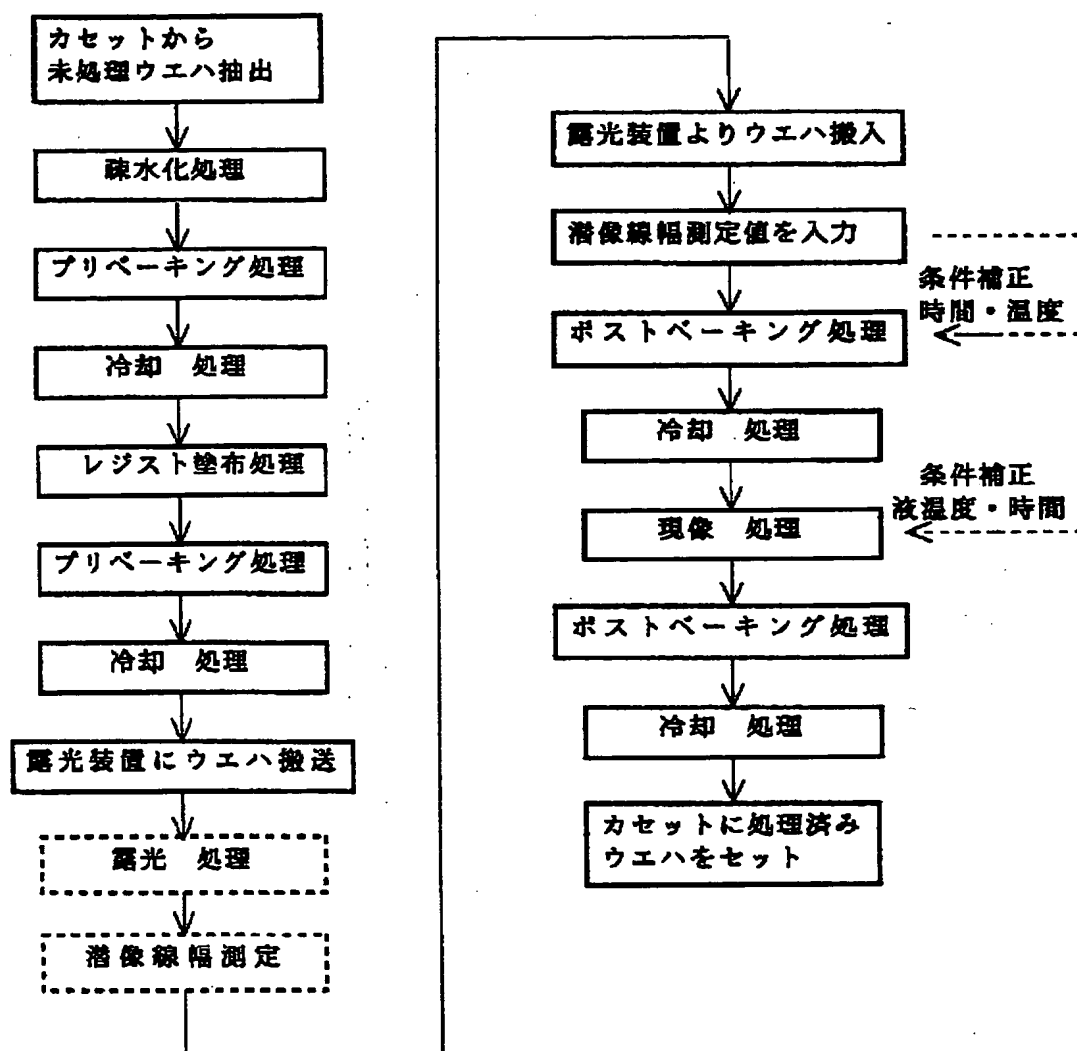 カセットから
未処理ウエハ抽出
疎水化処理
プリベーキング処理
冷却 処理
レジスト塗布処理
プリベーキング処理
冷却 処理
露光装置にウエハ搬送
露光 処理
潜像線幅測定
露光装置よりウエハ搬入
潜像線幅測定値を入力
条件補正
時間・温度
ポストベーキング処理
冷却 処理
条件補正
液温度・時間
現像 処理
ポストベーキング処理
冷却 処理
カセットに処理済み
ウエハをセット